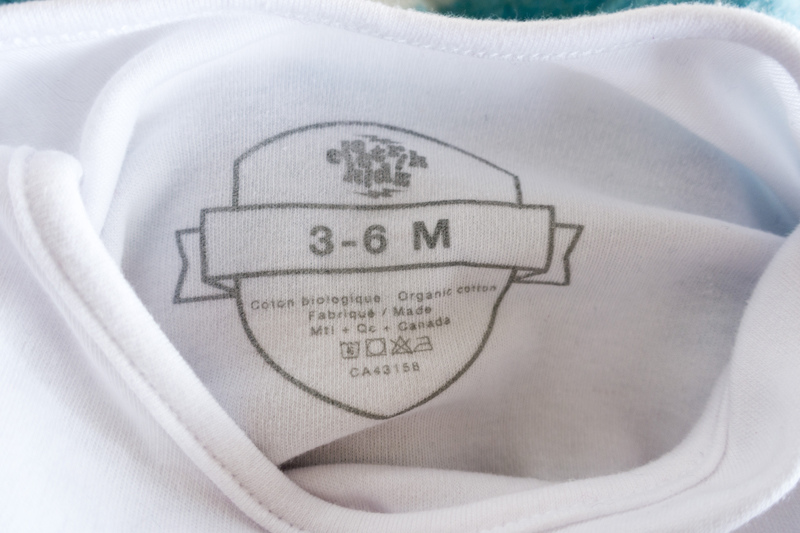 electrik
kidz
3-6 M
Coton biologique Organic cotton
Fabriqué / Made
Mtl + Qc + Canada
CA43158